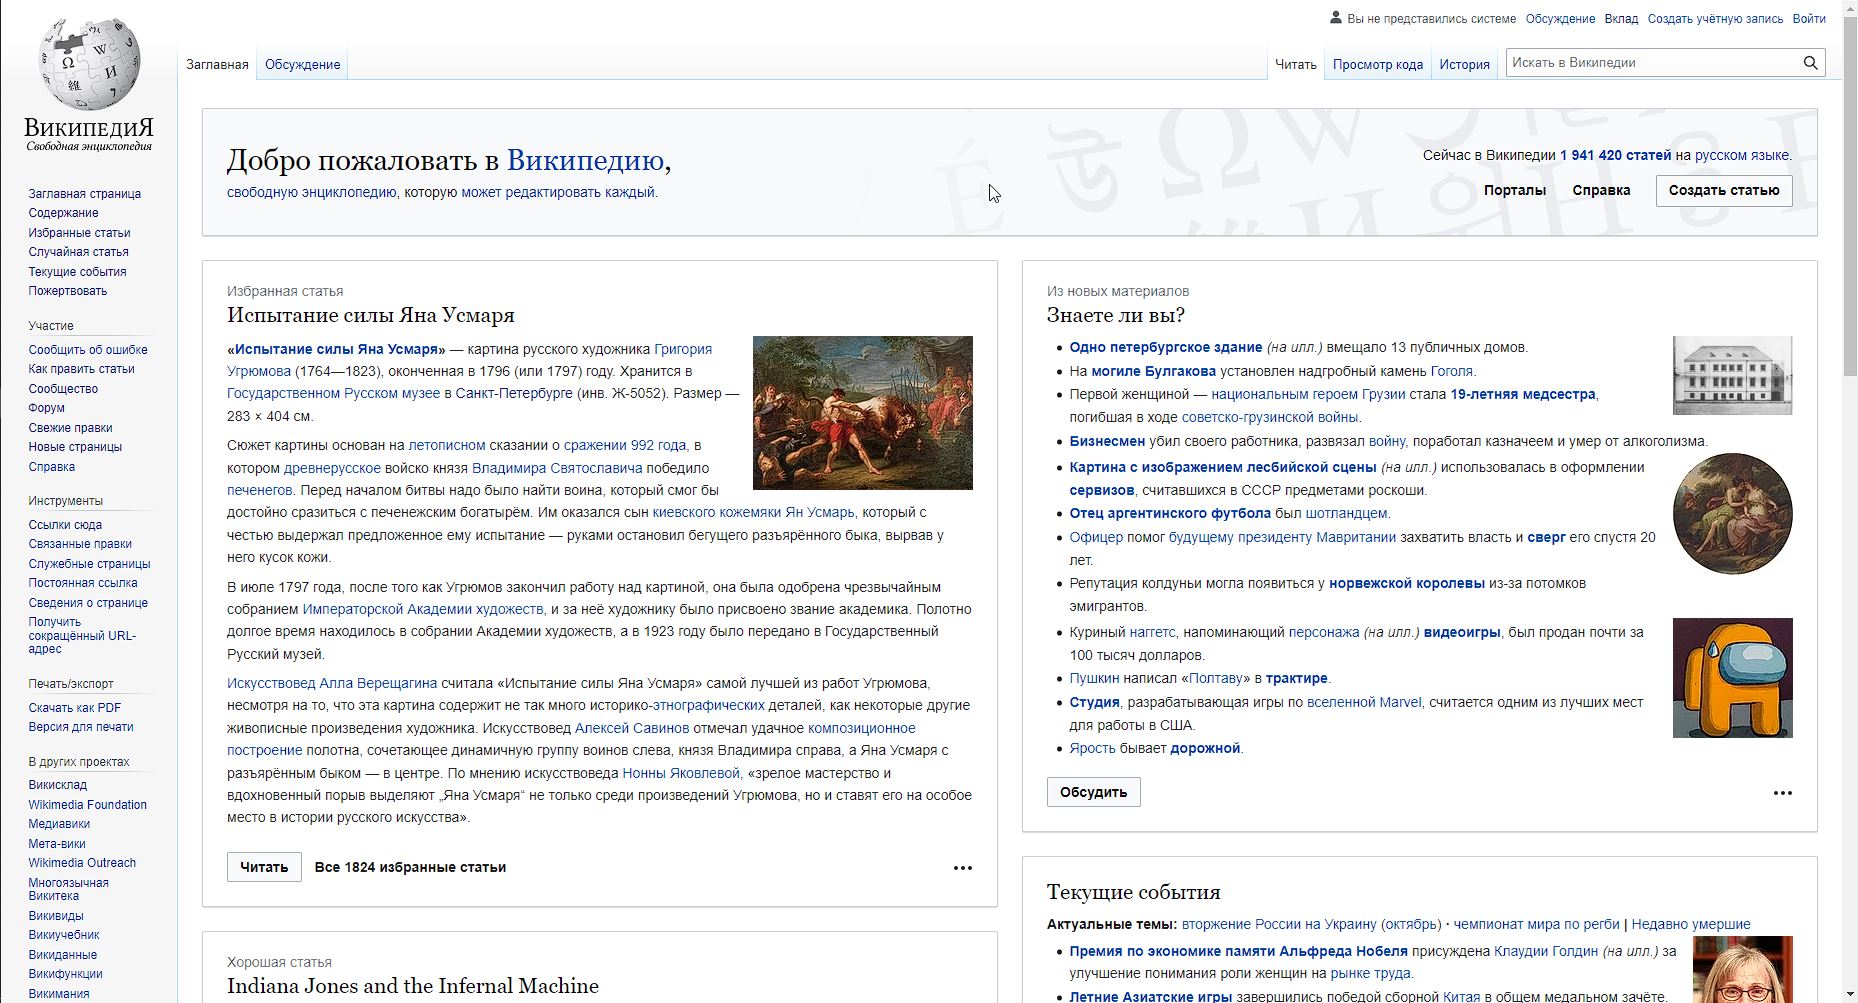 ВикипедиЯ
Свободная энциклопедия
Вы не представились системе Обсуждение Вклад Создать учётную запись Войти
Заглавная Обсуждение
Читать Просмотр кода История Искать в Википедии
Заглавная страница
Содержание
Избранные статьи
Случайная статья
Текущие события
Пожертвовать
Участие
Сообщить об ошибке
Как править статьи
Сообщество
Форум
Свежие правки
Новые страницы
Справка
Инструменты
Ссылки сюда
Связанные правки
Служебные страницы
Постоянная ссылка
Сведения о странице
Получить
сокращённый URL-
адрес
Печать/экспорт
Скачать как PDF
Версия для печати
В других проектах
Викисклад
Wikimedia Foundation
Медиавики
Мета-вики
Wikimedia Outreach
Многоязычная
Викитека
Викивиды
Викиучебник
Викиданные
Викифункции
Викимания
Добро пожаловать в Википедию,
свободную энциклопедию, которую может редактировать каждый.
Сейчас в Википедии 1 941 420 статей на русском языке.
Порталы Справка Создать статью
Избранная статья
Испытание силы Яна Усмаря
«Испытание силы Яна Усмаря» — картина русского художника Григория
Угрюмова (1764—1823), оконченная в 1796 (или 1797) году. Хранится в
Государственном Русском музее в Санкт-Петербурге (инв. Ж-5052). Размер —
283 × 404 см.
Сюжет картины основан на летописном сказании о сражении 992 года, в
котором древнерусское войско князя Владимира Святославича победило
печенегов. Перед началом битвы надо было найти воина, который смог бы
достойно сразиться с печенежским богатырём. Им оказался сын киевского кожемяки Ян Усмарь, который с
честью выдержал предложенное ему испытание — руками остановил бегущего разъярённого быка, вырвав у
него кусок кожи.
В июле 1797 года, после того как Угрюмов закончил работу над картиной, она была одобрена чрезвычайным
собранием Императорской Академии художеств, и за неё художнику было присвоено звание академика. Полотно
долгое время находилось в собрании Академии художеств, а в 1923 году было передано в Государственный
Русский музей.
Искусствовед Алла Верещагина считала «Испытание силы Яна Усмаря» самой лучшей из работ Угрюмова,
несмотря на то, что эта картина содержит не так много историко-этнографических деталей, как некоторые другие
живописные произведения художника. Искусствовед Алексей Савинов отмечал удачное композиционное
построение полотна, сочетающее динамичную группу воинов слева, князя Владимира справа, а Яна Усмаря с
разъярённым быком — в центре. По мнению искусствоведа Нонны Яковлевой, «зрелое мастерство и
вдохновенный порыв выделяют „Яна Усмаря“ не только среди произведений Угрюмова, но и ставят его на особое
место в истории русского искусства».
Читать Все 1824 избранные статьи
Хорошая статья
Indiana Jones and the Infernal Machine
Из новых материалов
Знаете ли вы?
Одно петербургское здание (на илл.) вмещало 13 публичных домов.
На могиле Булгакова установлен надгробный камень Гоголя.
Первой женщиной — национальным героем Грузии стала 19-летняя медсестра,
погибшая в ходе советско-грузинской войны.
Бизнесмен убил своего работника, развязал войну, поработал казначеем и умер от алкоголизма.
Картина с изображением лесбийской сцены (на илл.) использовалась в оформлении
сервизов, считавшихся в СССР предметами роскоши.
Отец аргентинского футбола был шотландцем.
Офицер помог будущему президенту Мавритании захватить власть и сверг его спустя 20
лет.
Репутация колдуньи могла появиться у норвежской королевы из-за потомков
эмигрантов.
Куриный наггетс, напоминающий персонажа (на илл.) видеоигры, был продан почти за
100 тысяч долларов.
Пушкин написал «Полтаву» в трактире.
Студия, разрабатывающая игры по вселенной Marvel, считается одним из лучших мест
для работы в США.
Ярость бывает дорожной.
Обсудить
Текущие события
Актуальные темы: вторжение России на Украину (октябрь) · чемпионат мира по регби | Недавно умершие
Премия по экономике памяти Альфреда Нобеля присуждена Клаудии Голдин (на илл.) за
улучшение понимания роли женщин на рынке труда.
Летние Азиатские игры завершились победой сборной Китая в общем медальном зачёте.